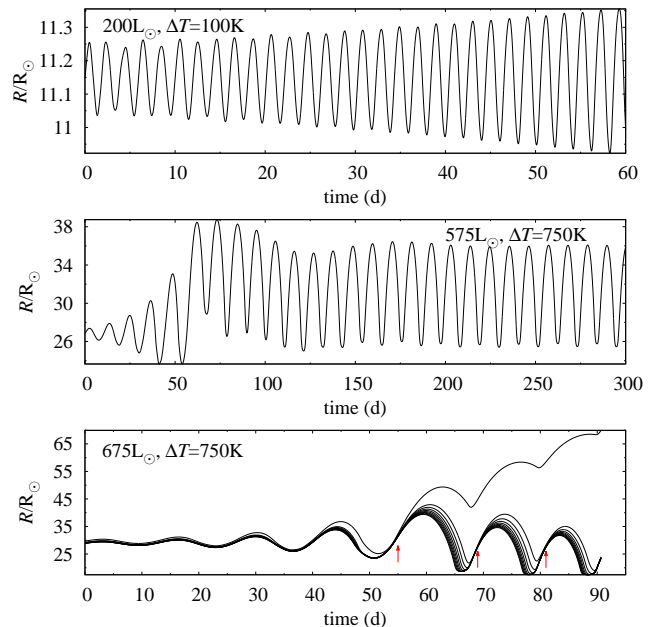 200L☉, ΔT=100K
11.3
11.2
11.1
11
R/R☉
0 10 20 30 40 50 60
time (d)
575L☉, ΔT=750K
38
34
30
26
R/R☉
0 50 100 150 200 250 300
time (d)
675L☉, ΔT=750K
65
55
45
35
25
R/R☉
0 10 20 30 40 50 60 70 80 90
time (d)